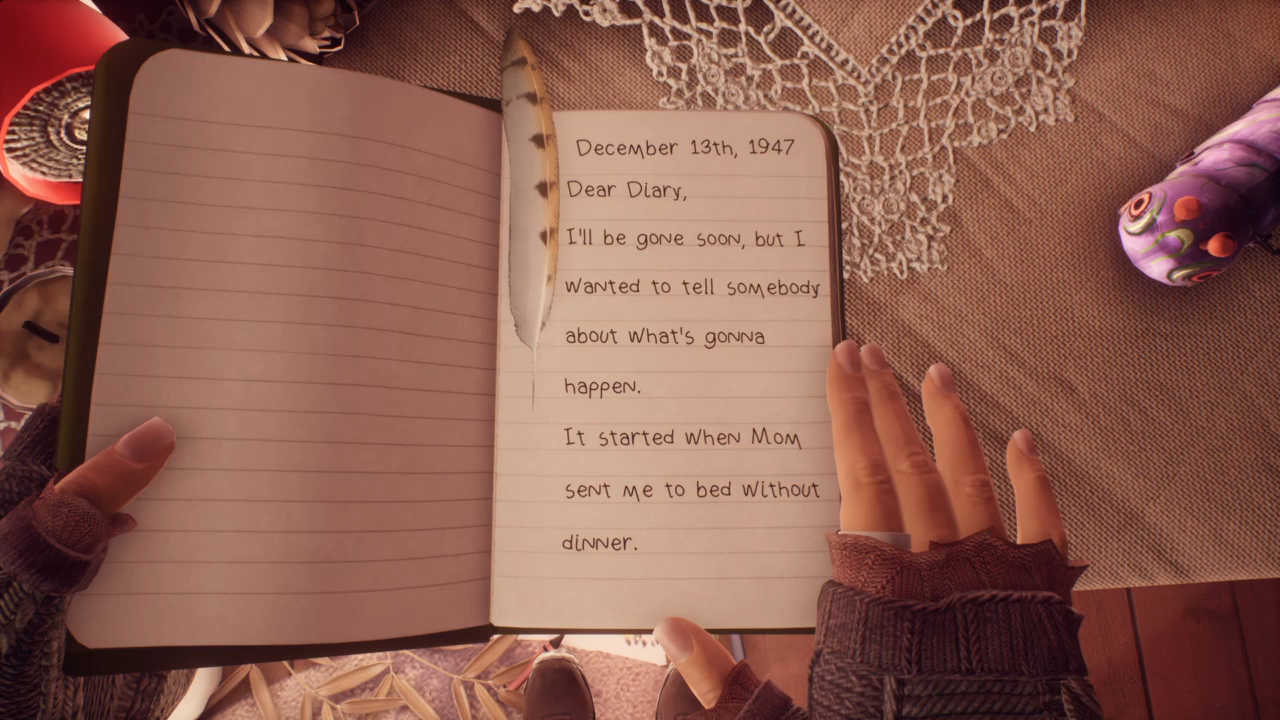 December 13th, 1947
Dear Diary,
I'll be gone soon, but I
wanted to tell somebody
about what's gonna
happen.
It started when Mom
sent me to bed without
dinner.